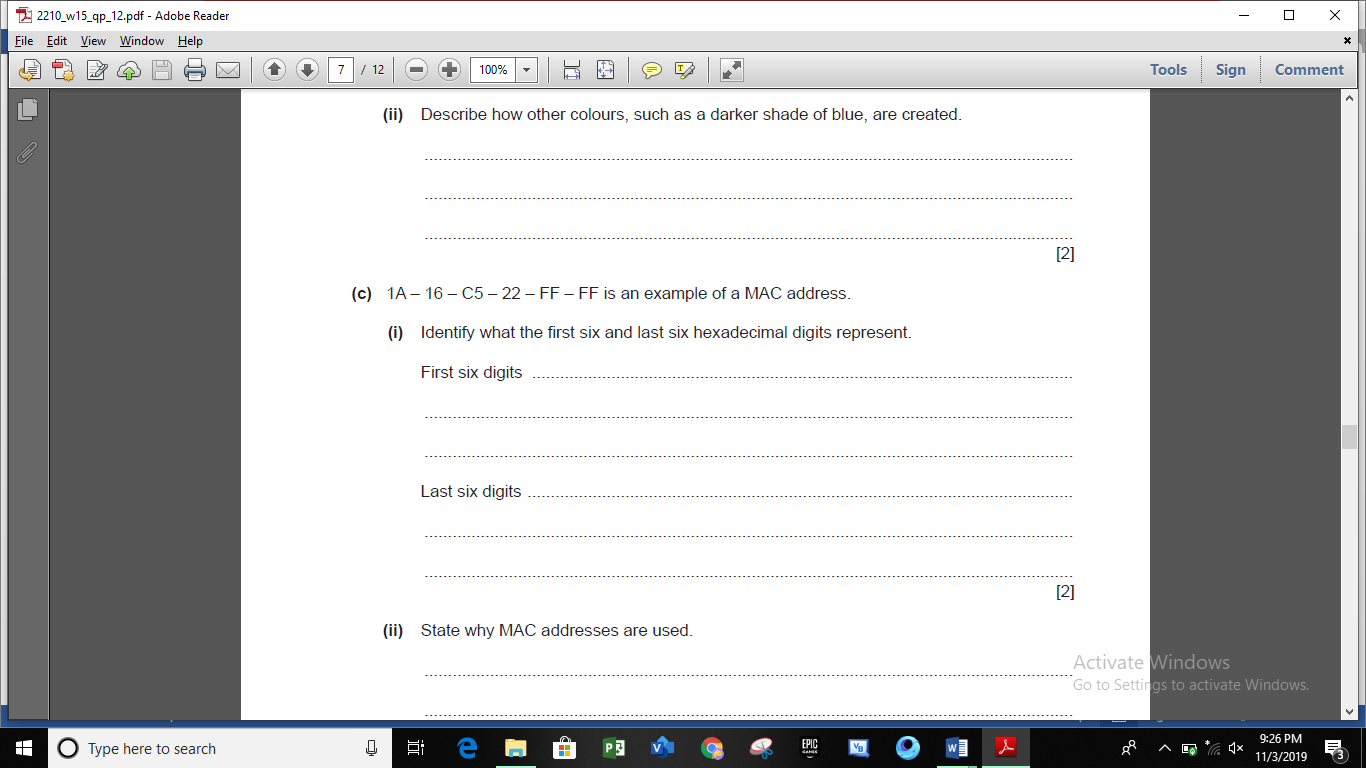 2210_w15_qp_12.pdf - Adobe Reader
File Edit View Window Help
7 / 12 100% Tools Sign Comment
(ii) Describe how other colours, such as a darker shade of blue, are created.
[2]
(c) 1A – 16 – C5 – 22 – FF – FF is an example of a MAC address.
(i) Identify what the first six and last six hexadecimal digits represent.
First six digits
Last six digits
[2]
(ii) State why MAC addresses are used.
Activate Windows
Go to Settings to activate Windows.
Type here to search
9:26 PM
11/3/2019
3